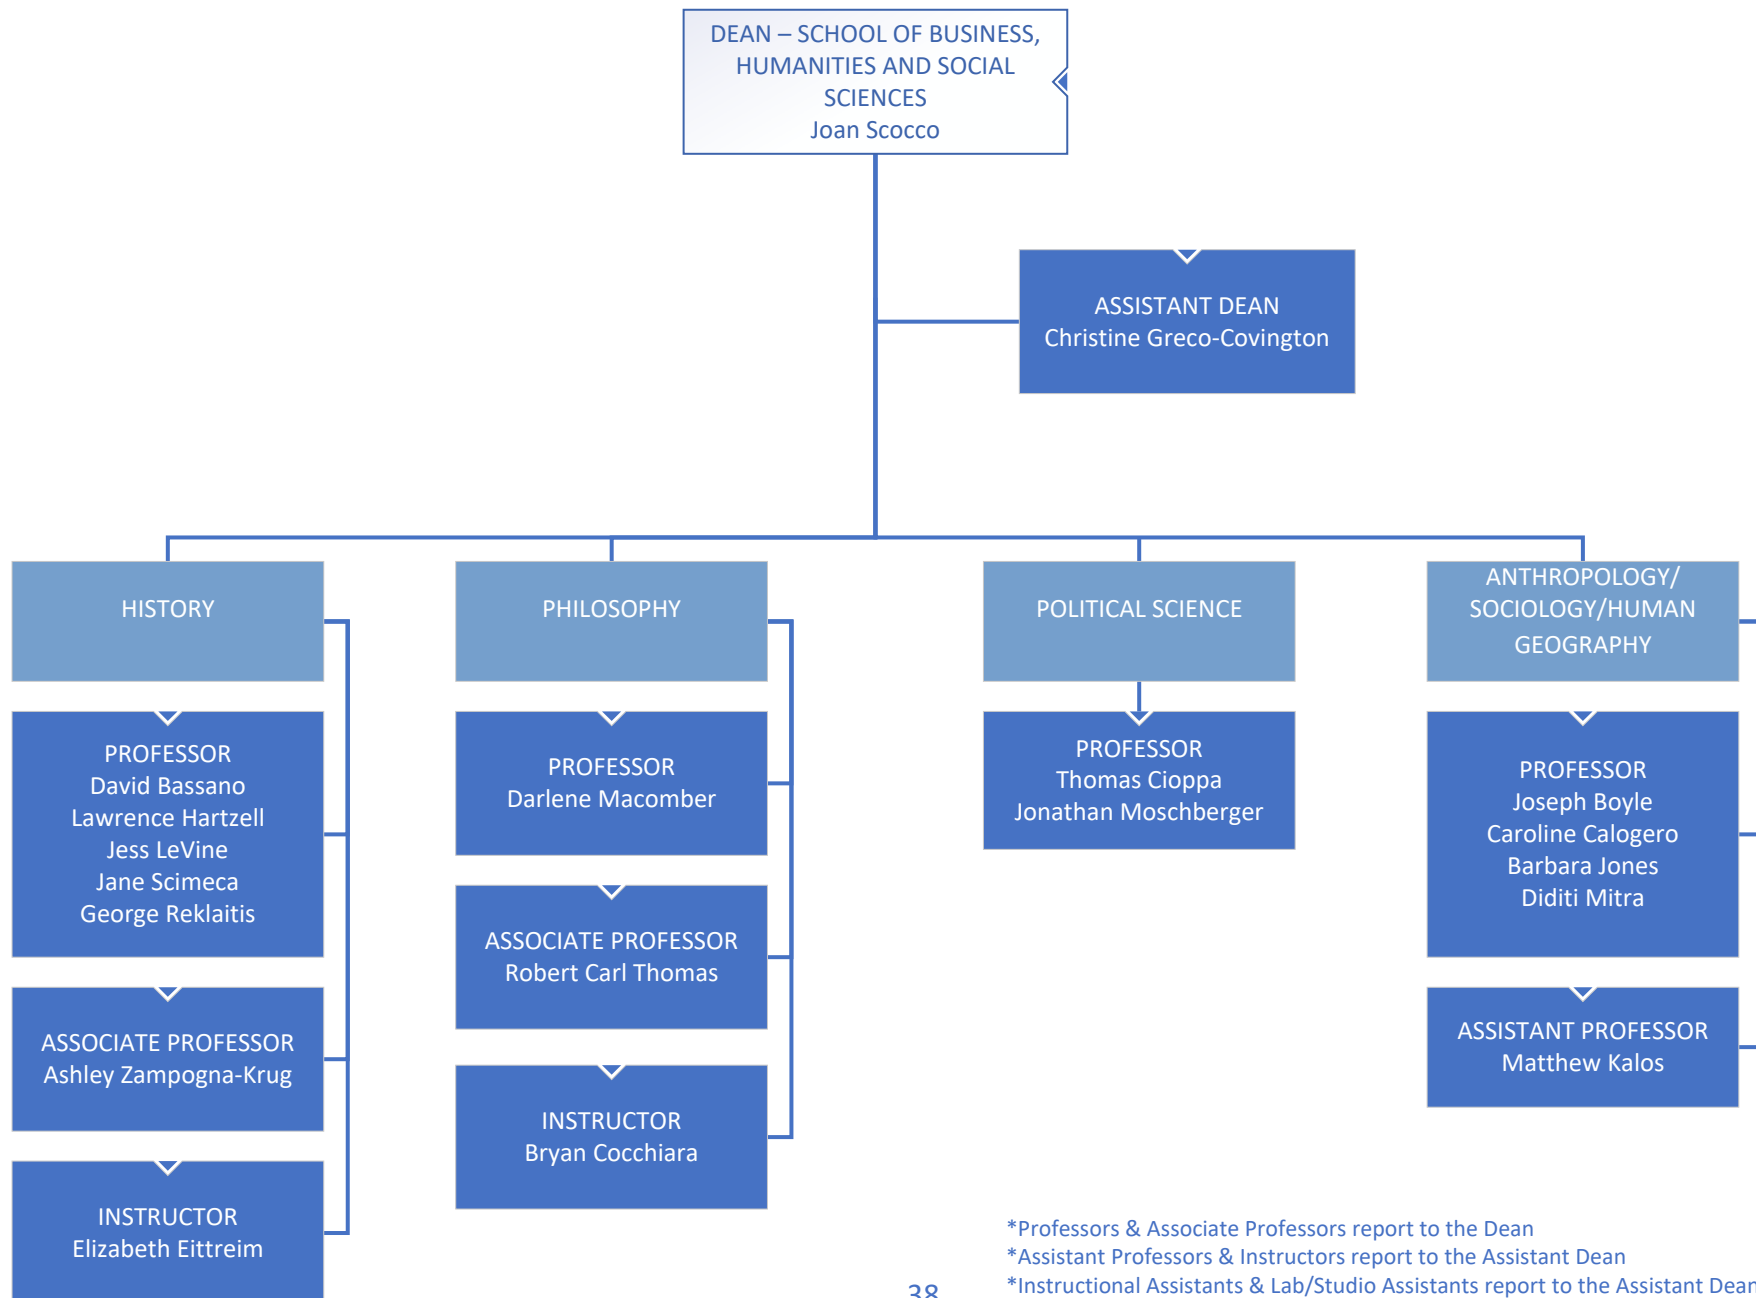 DEAN – SCHOOL OF BUSINESS,
HUMANITIES AND SOCIAL
SCIENCES
Joan Scocco
ASSISTANT DEAN
Christine Greco-Covington
HISTORY
PROFESSOR
David Bassano
Lawrence Hartzell
Jess LeVine
Jane Scimeca
George Reklaitis
ASSOCIATE PROFESSOR
Ashley Zampogna-Krug
INSTRUCTOR
Elizabeth Eittreim
PHILOSOPHY
PROFESSOR
Darlene Macomber
ASSOCIATE PROFESSOR
Robert Carl Thomas
INSTRUCTOR
Bryan Cocchiara
POLITICAL SCIENCE
PROFESSOR
Thomas Cioppa
Jonathan Moschberger
ANTHROPOLOGY/
SOCIOLOGY/HUMAN
GEOGRAPHY
PROFESSOR
Joseph Boyle
Caroline Calogero
Barbara Jones
Diditi Mitra
ASSISTANT PROFESSOR
Matthew Kalos
*Professors & Associate Professors report to the Dean
*Assistant Professors & Instructors report to the Assistant Dean
*Instructional Assistants & Lab/Studio Assistants report to the Assistant Dean
38